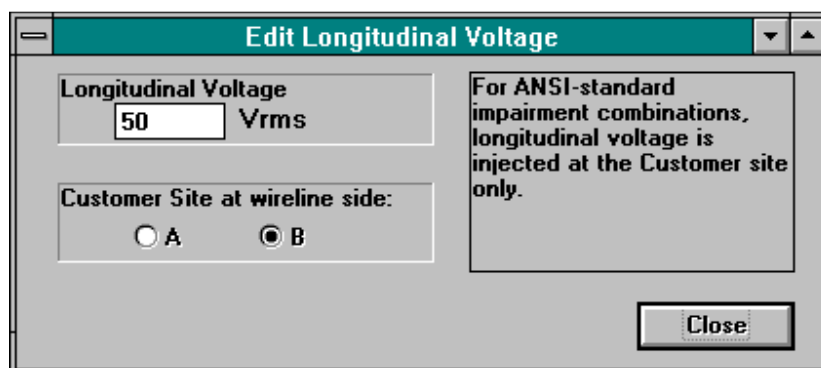 Edit Longitudinal Voltage
Longitudinal Voltage
50 Vrms
Customer Site at wireline side:
A B
For ANSI-standard
impairment combinations,
longitudinal voltage is
injected at the Customer site
only.
Close